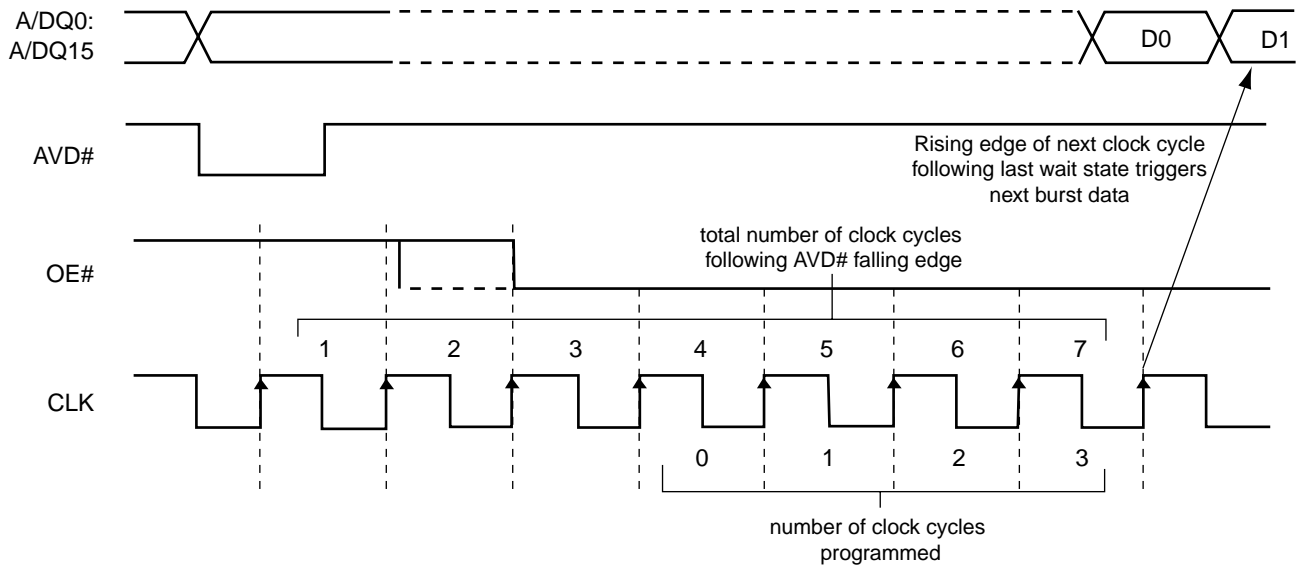 A/DQ0:
A/DQ15
D0
D1
AVD#
Rising edge of next clock cycle
following last wait state triggers
next burst data
OE#
total number of clock cycles
following AVD# falling edge
1 2 3 4 5 6 7
CLK
0 1 2 3
number of clock cycles
programmed